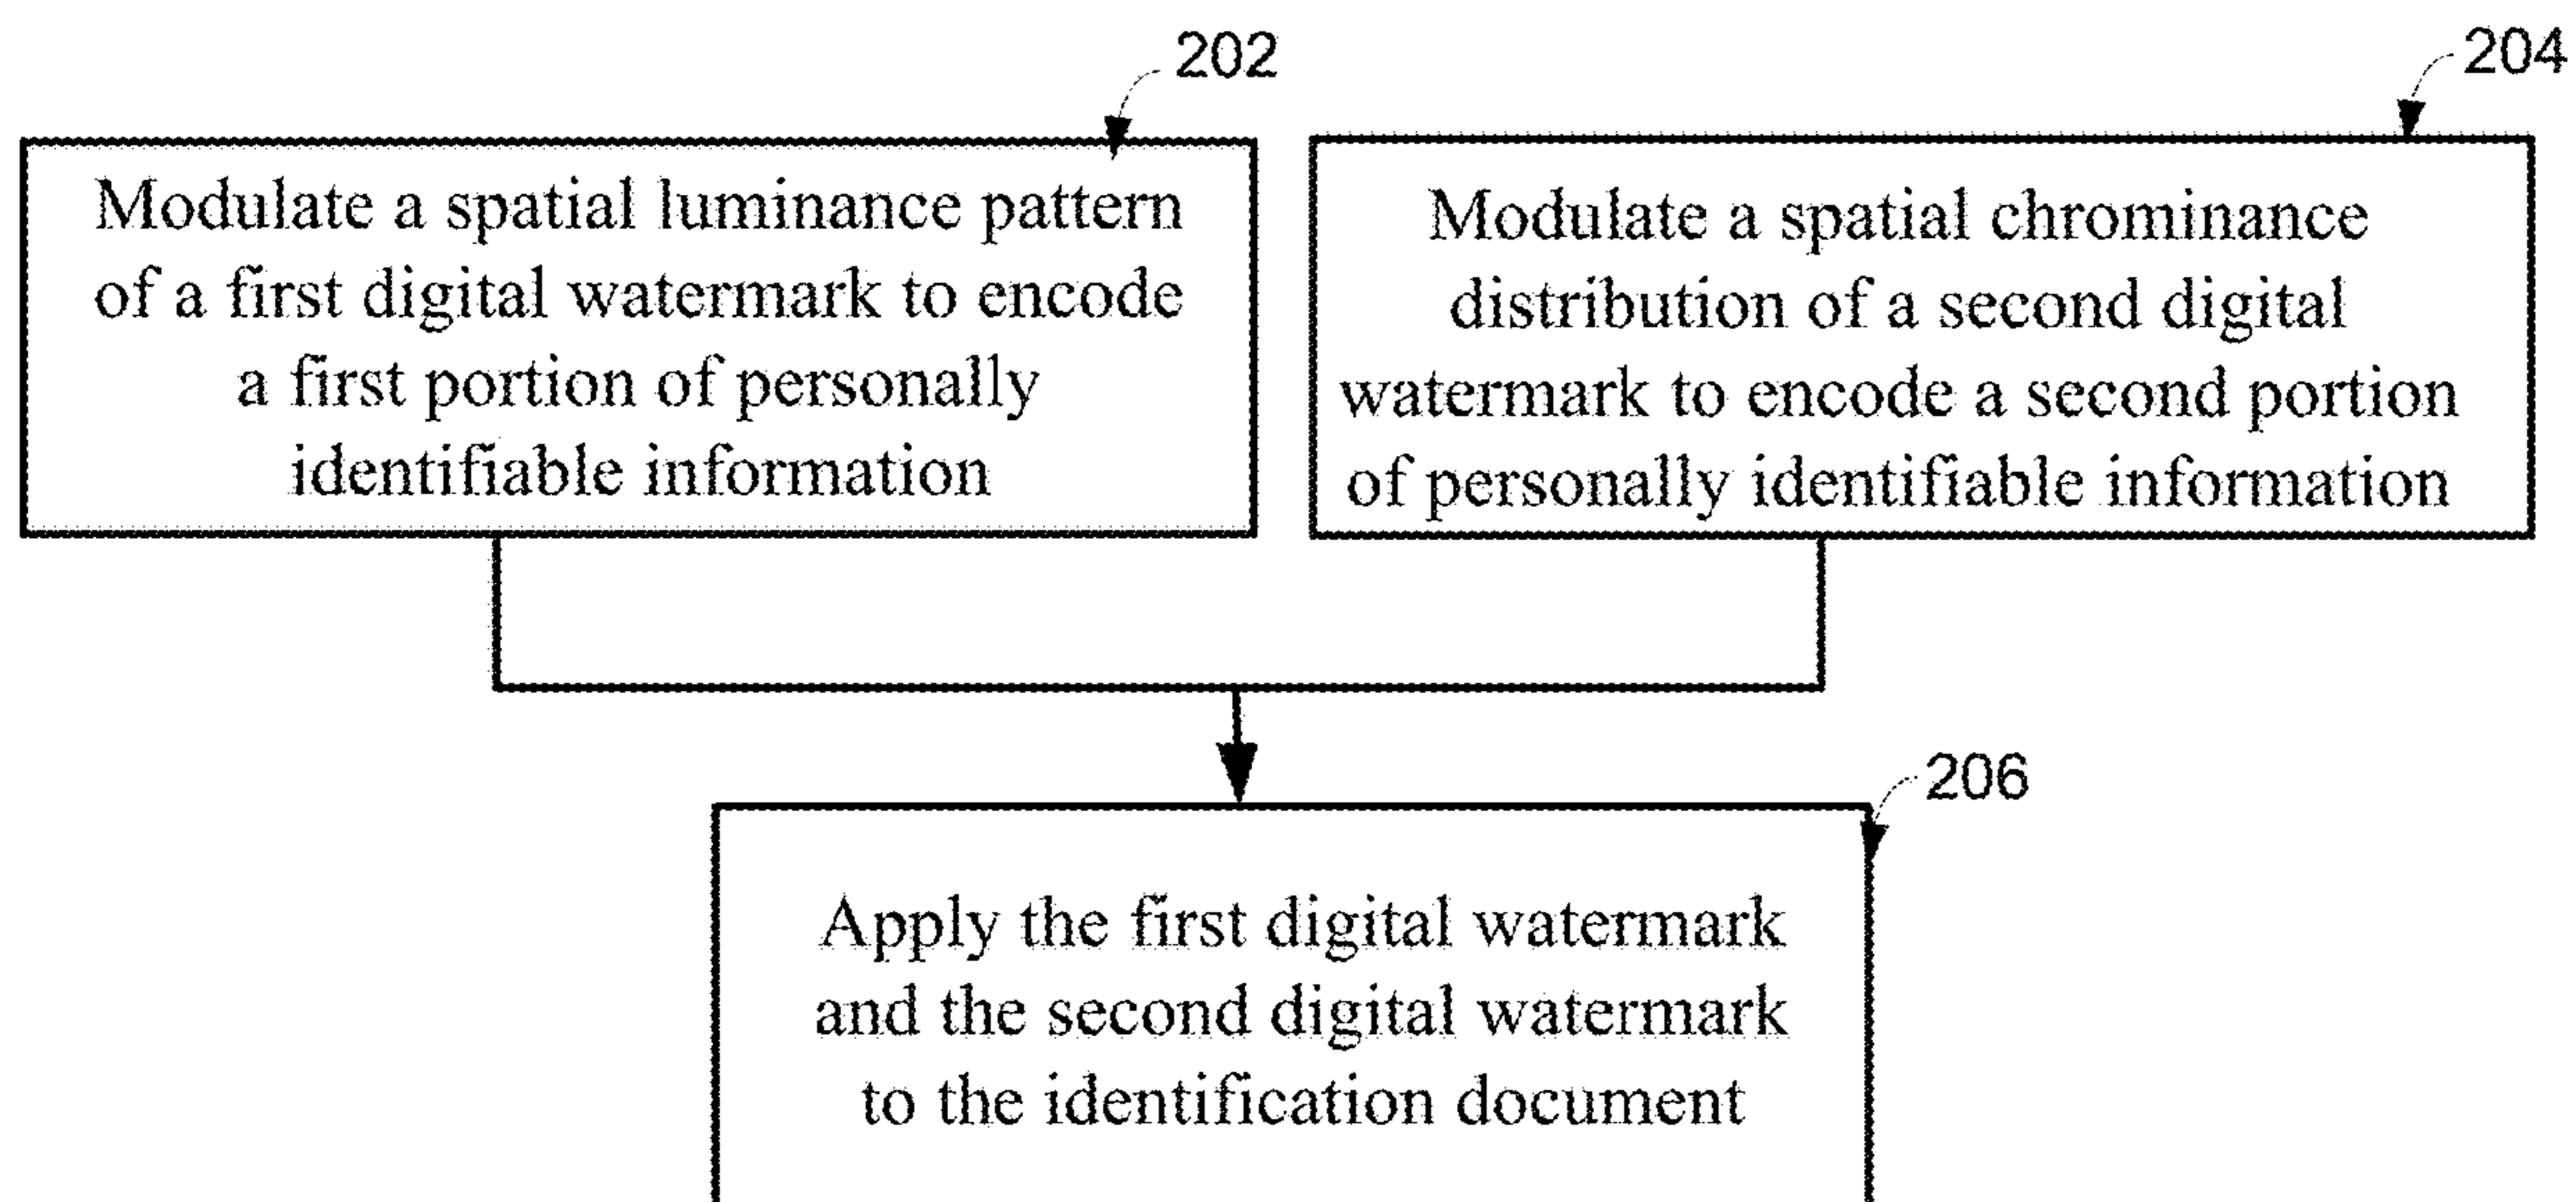 202
Modulate a spatial luminance pattern
of a first digital watermark to encode
a first portion of personally
identifiable information
204
Modulate a spatial chrominance
distribution of a second digital
watermark to encode a second portion
of personally identifiable information
206
Apply the first digital watermark
and the second digital watermark
to the identification document